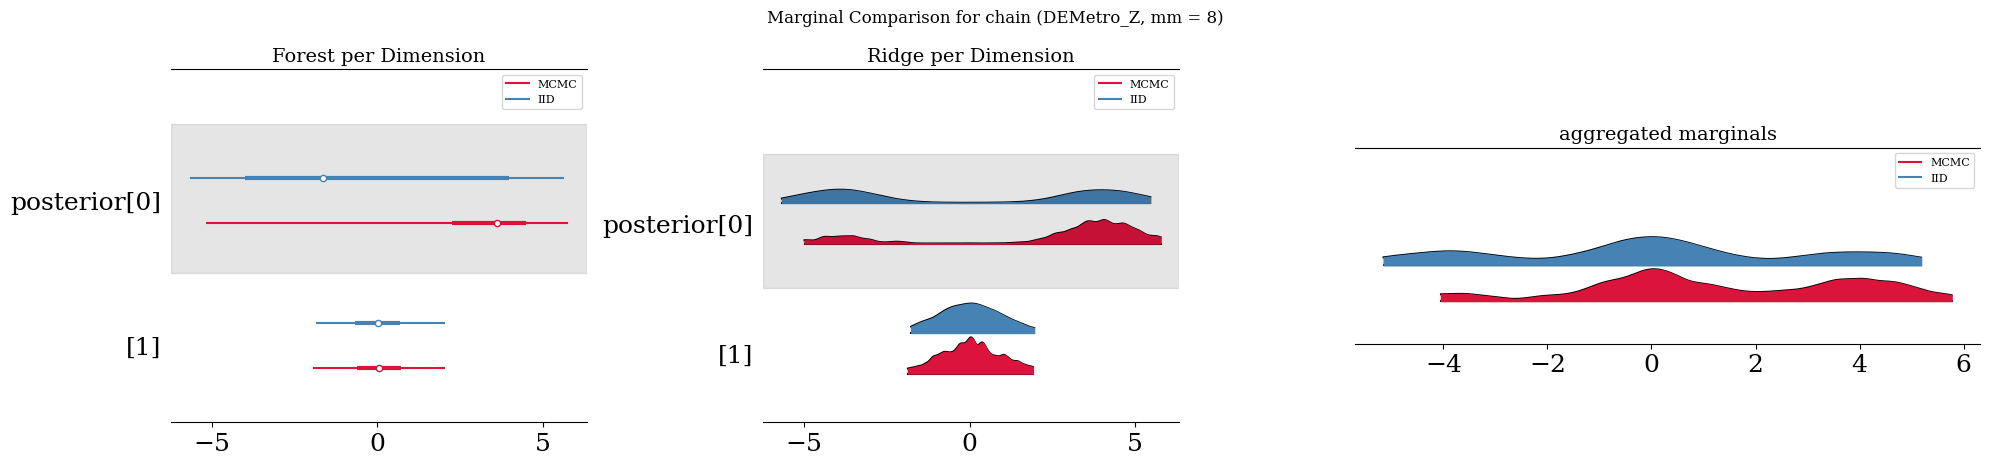 Marginal Comparison for chain (DEMetro_Z, mm = 8)
Forest per Dimension
MCMC
IID
posterior[0]
[1]
−5 0 5
Ridge per Dimension
MCMC
IID
posterior[0]
[1]
−5 0 5
aggregated marginals
MCMC
IID
−4 −2 0 2 4 6